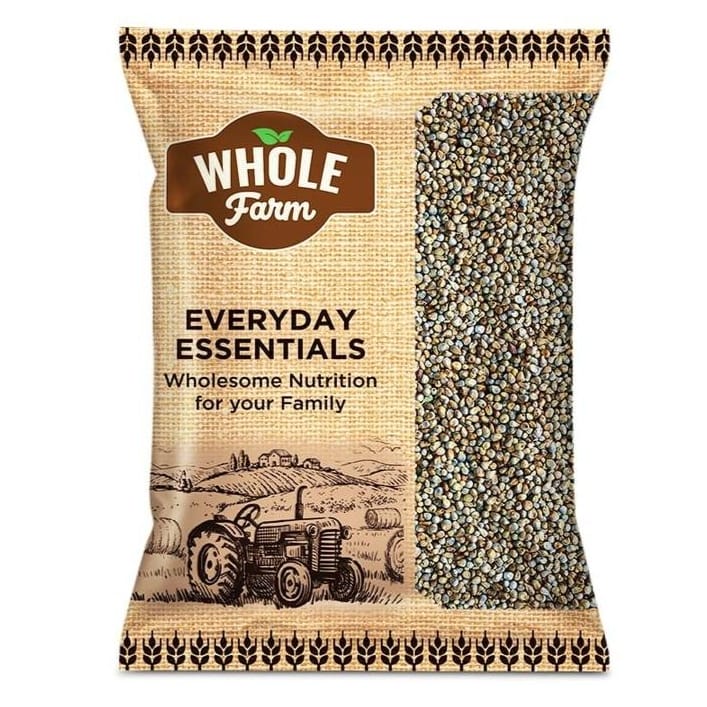 WHOLE
Farm
EVERYDAY
ESSENTIALS
Wholesome Nutrition
for your Family